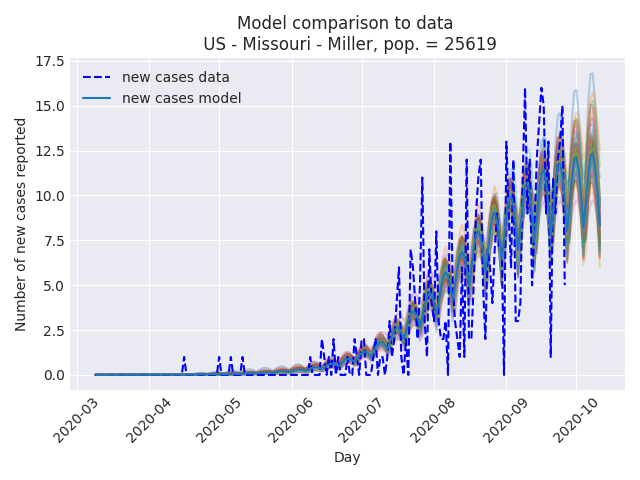 Model comparison to data
US - Missouri - Miller, pop. = 25619
new cases data
new cases model
Number of new cases reported
17.5
15.0
12.5
10.0
7.5
5.0
2.5
0.0
2020-03
2020-04
2020-05
2020-06
2020-07
2020-08
2020-09
2020-10
Day